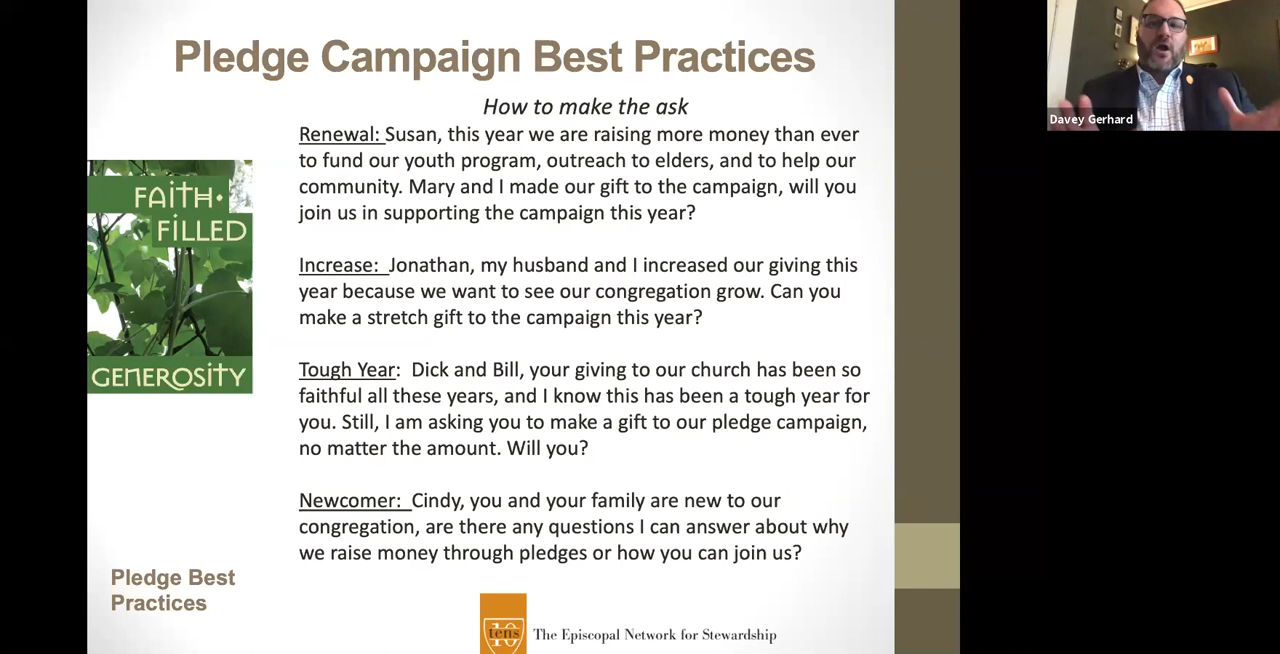 Pledge Campaign Best Practices
How to make the ask
Renewal: Susan, this year we are raising more money than ever
to fund our youth program, outreach to elders, and to help our
community. Mary and I made our gift to the campaign, will you
join us in supporting the campaign this year?
Increase: Jonathan, my husband and I increased our giving this
year because we want to see our congregation grow. Can you
make a stretch gift to the campaign this year?
Tough Year: Dick and Bill, your giving to our church has been so
faithful all these years, and I know this has been a tough year for
you. Still, I am asking you to make a gift to our pledge campaign,
no matter the amount. Will you?
Newcomer: Cindy, you and your family are new to our
congregation, are there any questions I can answer about why
we raise money through pledges or how you can join us?
FAITH·
FILLED
GENEROSITY
Pledge Best
Practices
tens
The Episcopal Network for Stewardship
Davey Gerhard